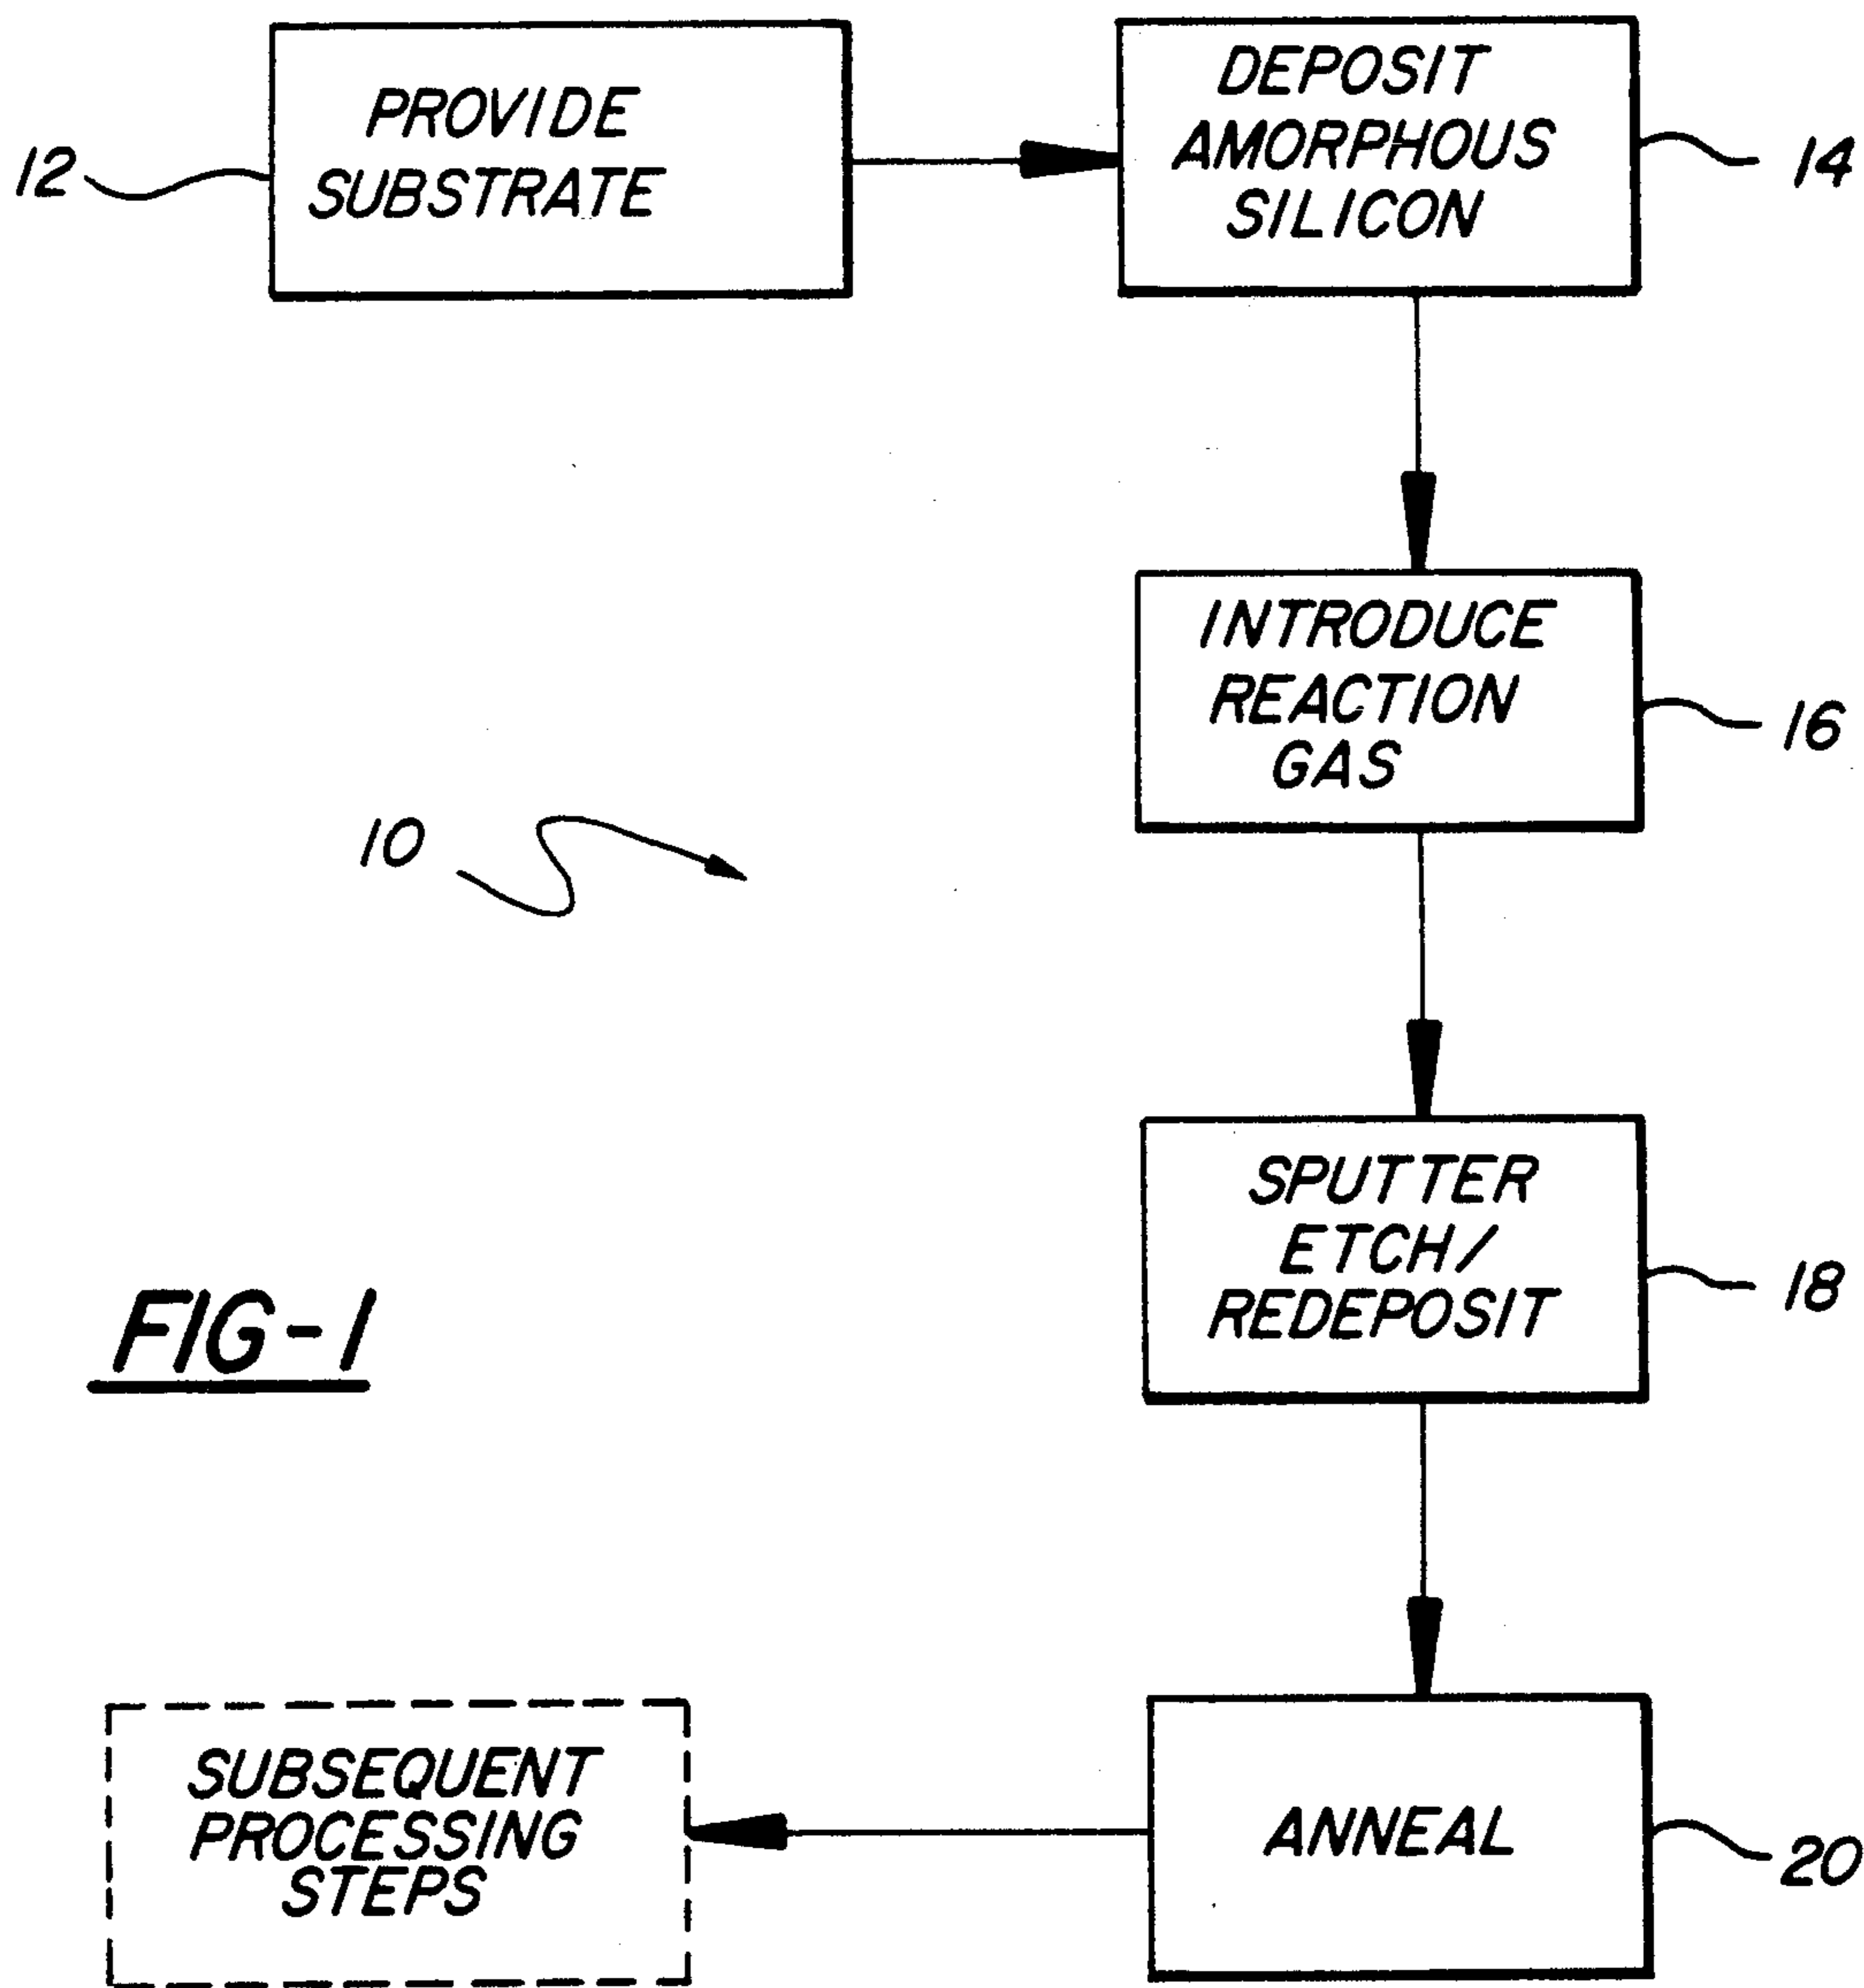 PROVIDE
SUBSTRATE
12
DEPOSIT
AMORPHOUS
SILICON
14
INTRODUCE
REACTION
GAS
16
10
SPUTTER
ETCH/
REDEPOSIT
18
FIG-1
ANNEAL
20
SUBSEQUENT
PROCESSING
STEPS